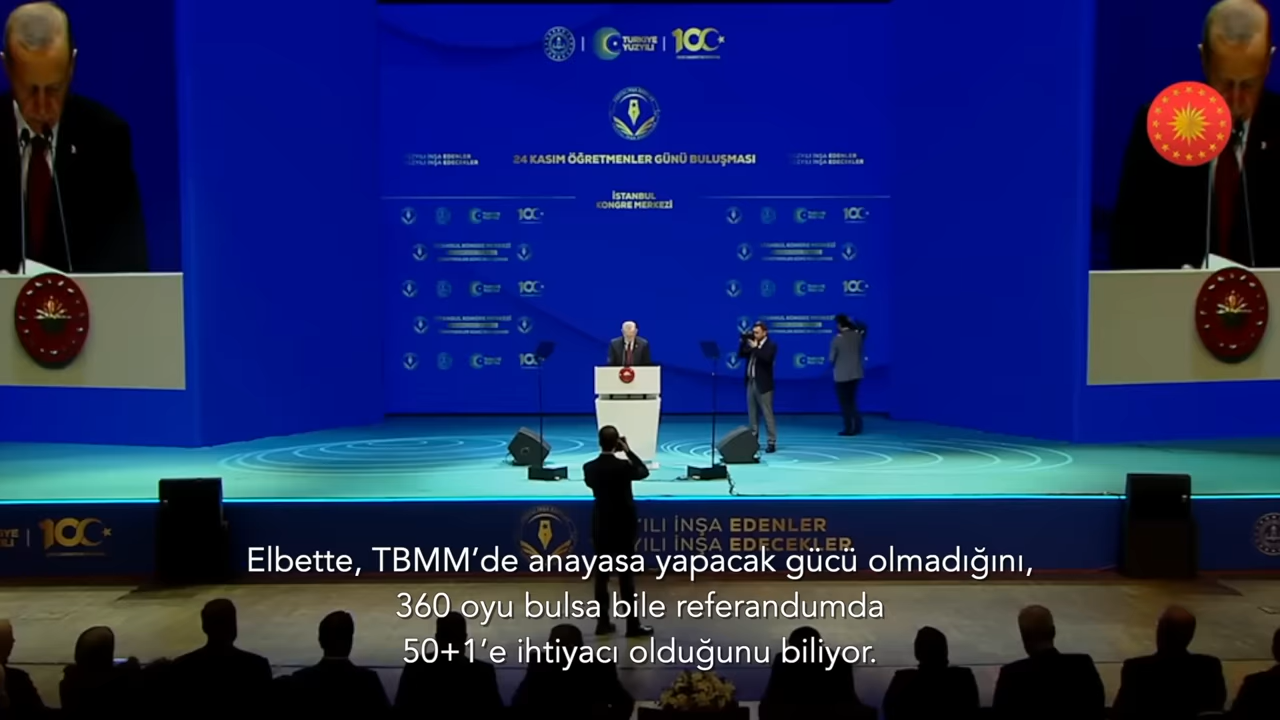 TÜRKİYE
YÜZYILI
100
24 KASIM ÖĞRETMENLER GÜNÜ BULUŞMASI
İSTANBUL
KONGRE MERKEZİ
YILI İNŞA EDENLER
YILI İNŞA EDECEKLER
100
Elbette, TBMM’de anayasa yapacak gücü olmadığını,
360 oyu bulsa bile referandumda
50+1’e ihtiyacı olduğunu biliyor.